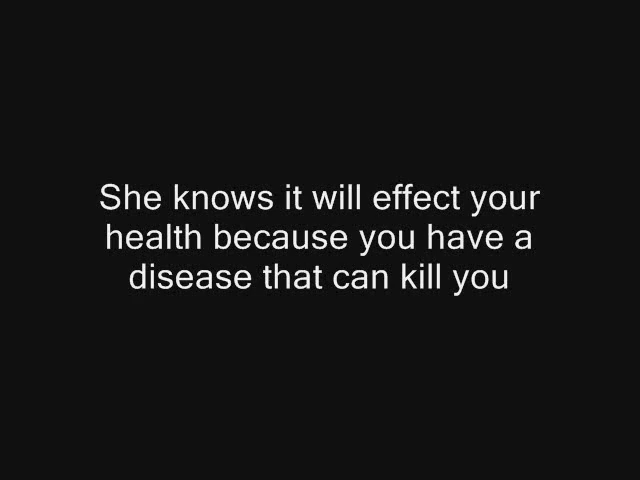 She knows it will effect your
health because you have a
disease that can kill you